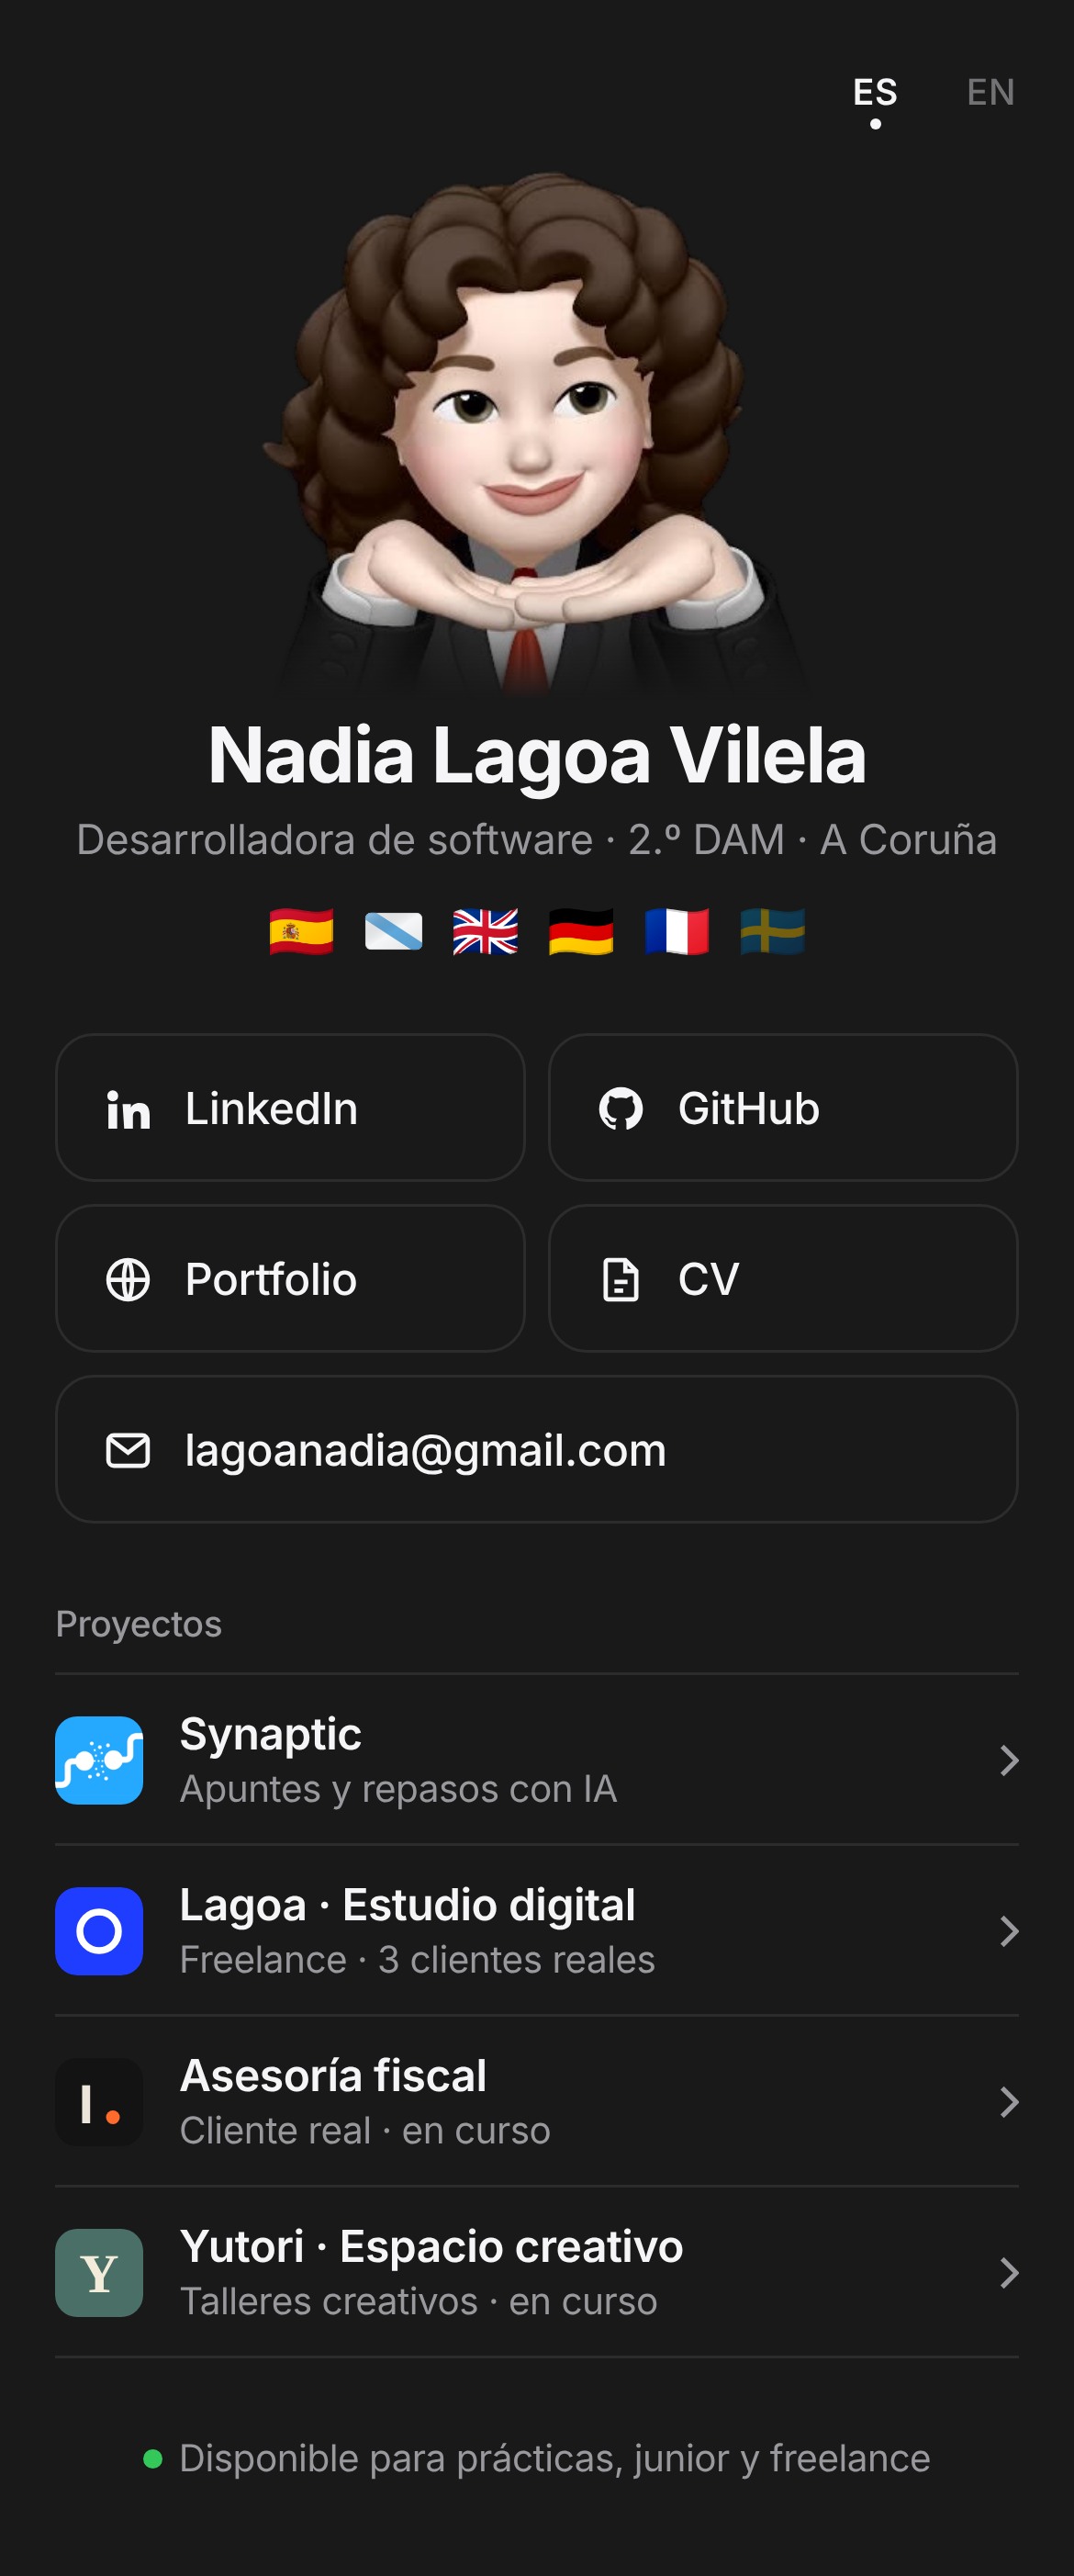 ES EN
Nadia Lagoa Vilela
Desarrolladora de software · 2.º DAM · A Coruña
in LinkedIn
GitHub
Portfolio
CV
lagoanadia@gmail.com
Proyectos
Synaptic
Apuntes y repasos con IA
Lagoa · Estudio digital
Freelance · 3 clientes reales
I.
Asesoría fiscal
Cliente real · en curso
Y
Yutori · Espacio creativo
Talleres creativos · en curso
Disponible para prácticas, junior y freelance